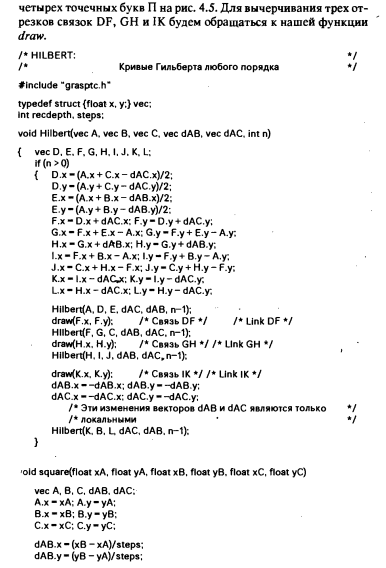 четырех точечных букв П на рис. 4.5. Для вычерчивания трех от-
резков связок DF, GH и IK будем обращаться к нашей функции
draw.
/* HILBERT: */
/* Кривые Гильберта любого порядка */
#include "grasptc.h"
typedef struct {float x, y;} vec;
int recdepth, steps;
void Hilbert(vec A, vec B, vec C, vec dAB, vec dAC, int n)
{ vec D, E, F, G, H, I, J, K, L;
if (n > 0)
{ D.x = (A.x + C.x − dAC.x)/2;
D.y = (A.y + C.y − dAC.y)/2;
E.x = (A.x + B.x − dAB.x)/2;
E.y = (A.y + B.y − dAB.y)/2;
F.x = D.x + dAC.x; F.y = D.y + dAC.y;
G.x = F.x + E.x − A.x; G.y = F.y + E.y − A.y;
H.x = G.x + dAB.x; H.y = G.y + dAB.y;
I.x = F.x + B.x − A.x; I.y = F.y + B.y − A.y;
J.x = C.x + H.x − F.x; J.y = C.y + H.y − F.y;
K.x = I.x − dAC.x; K.y = I.y − dAC.y;
L.x = H.x − dAC.x; L.y = H.y − dAC.y;
Hilbert(A, D, E, dAC, dAB, n−1);
draw(F.x, F.y); /* Связь DF */ /* Link DF */
Hilbert(F, G, C, dAB, dAC, n−1);
draw(H.x, H.y); /* Связь GH */ /* Link GH */
Hilbert(H, I, J, dAB, dAC, n−1);
draw(K.x, K.y); /* Связь IK */ /* Link IK */
dAB.x = −dAB.x; dAB.y = −dAB.y;
dAC.x = −dAC.x; dAC.y = −dAC.y;
/* Эти изменения векторов dAB и dAC являются только */
/* локальными */
Hilbert(K, B, L, dAC, dAB, n−1);
}
oid square(float xA, float yA, float xB, float yB, float xC, float yC)
vec A, B, C, dAB, dAC;
A.x = xA; A.y = yA;
B.x = xB; B.y = yB;
C.x = xC; C.y = yC;
dAB.x = (xB − xA)/steps;
dAB.y = (yB − yA)/steps;